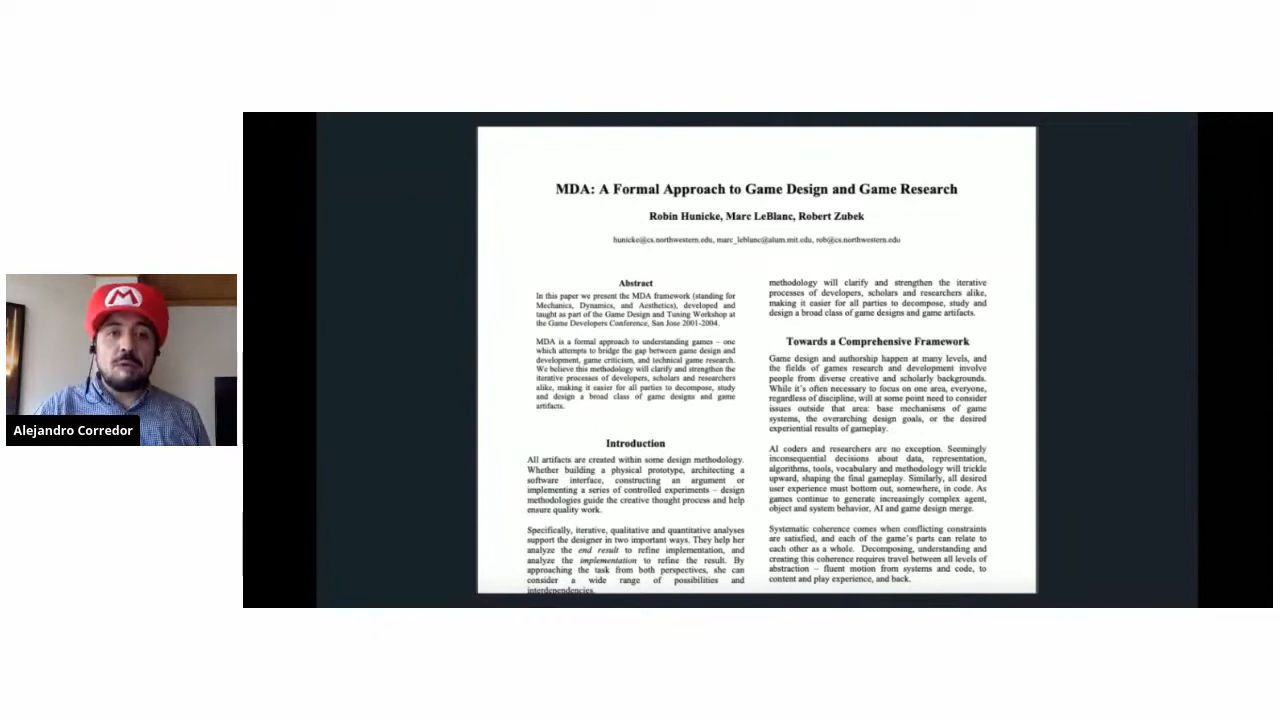 MDA: A Formal Approach to Game Design and Game Research
Robin Hunicke, Marc LeBlanc, Robert Zubek
hunicke@cs.northwestern.edu, marc_leblanc@alum.mit.edu, rob@cs.northwestern.edu
Abstract
In this paper we present the MDA framework (standing for
Mechanics, Dynamics, and Aesthetics), developed and
taught as part of the Game Design and Tuning Workshop at
the Game Developers Conference, San Jose 2001-2004.
MDA is a formal approach to understanding games – one
which attempts to bridge the gap between game design and
development, game criticism, and technical game research.
We believe this methodology will clarify and strengthen the
iterative processes of developers, scholars and researchers
alike, making it easier for all parties to decompose, study
and design a broad class of game designs and game
artifacts.
Introduction
All artifacts are created within some design methodology.
Whether building a physical prototype, architecting a
software interface, constructing an argument or
implementing a series of controlled experiments – design
methodologies guide the creative thought process and help
ensure quality work.
Specifically, iterative, qualitative and quantitative analyses
support the designer in two important ways. They help her
analyze the end result to refine implementation, and
analyze the implementation to refine the result. By
approaching the task from both perspectives, she can
consider a wide range of possibilities and
interdependencies.
methodology will clarify and strengthen the iterative
processes of developers, scholars and researchers alike,
making it easier for all parties to decompose, study and
design a broad class of game designs and game artifacts.
Towards a Comprehensive Framework
Game design and authorship happen at many levels, and
the fields of games research and development involve
people from diverse creative and scholarly backgrounds.
While it's often necessary to focus on one area, everyone,
regardless of discipline, will at some point need to consider
issues outside that area: base mechanisms of game
systems, the overarching design goals, or the desired
experiential results of gameplay.
AI coders and researchers are no exception. Seemingly
inconsequential decisions about data, representation,
algorithms, tools, vocabulary and methodology will trickle
upward, shaping the final gameplay. Similarly, all desired
user experience must bottom out, somewhere, in code. As
games continue to generate increasingly complex agent,
object and system behavior, AI and game design merge.
Systematic coherence comes when conflicting constraints
are satisfied, and each of the game's parts can relate to
each other as a whole. Decomposing, understanding and
creating this coherence requires travel between all levels of
abstraction – fluent motion from systems and code, to
content and play experience, and back.
M
Alejandro Corredor